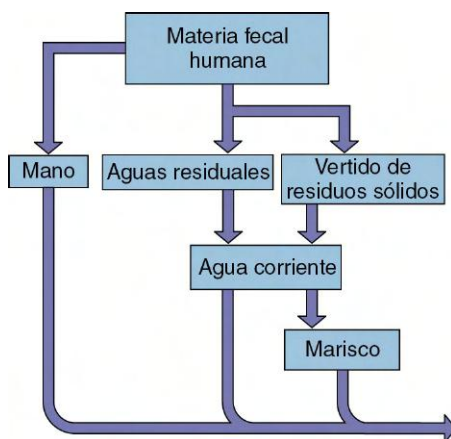 Materia fecal
humana
Mano
Aguas residuales
Vertido de
residuos sólidos
Agua corriente
Marisco